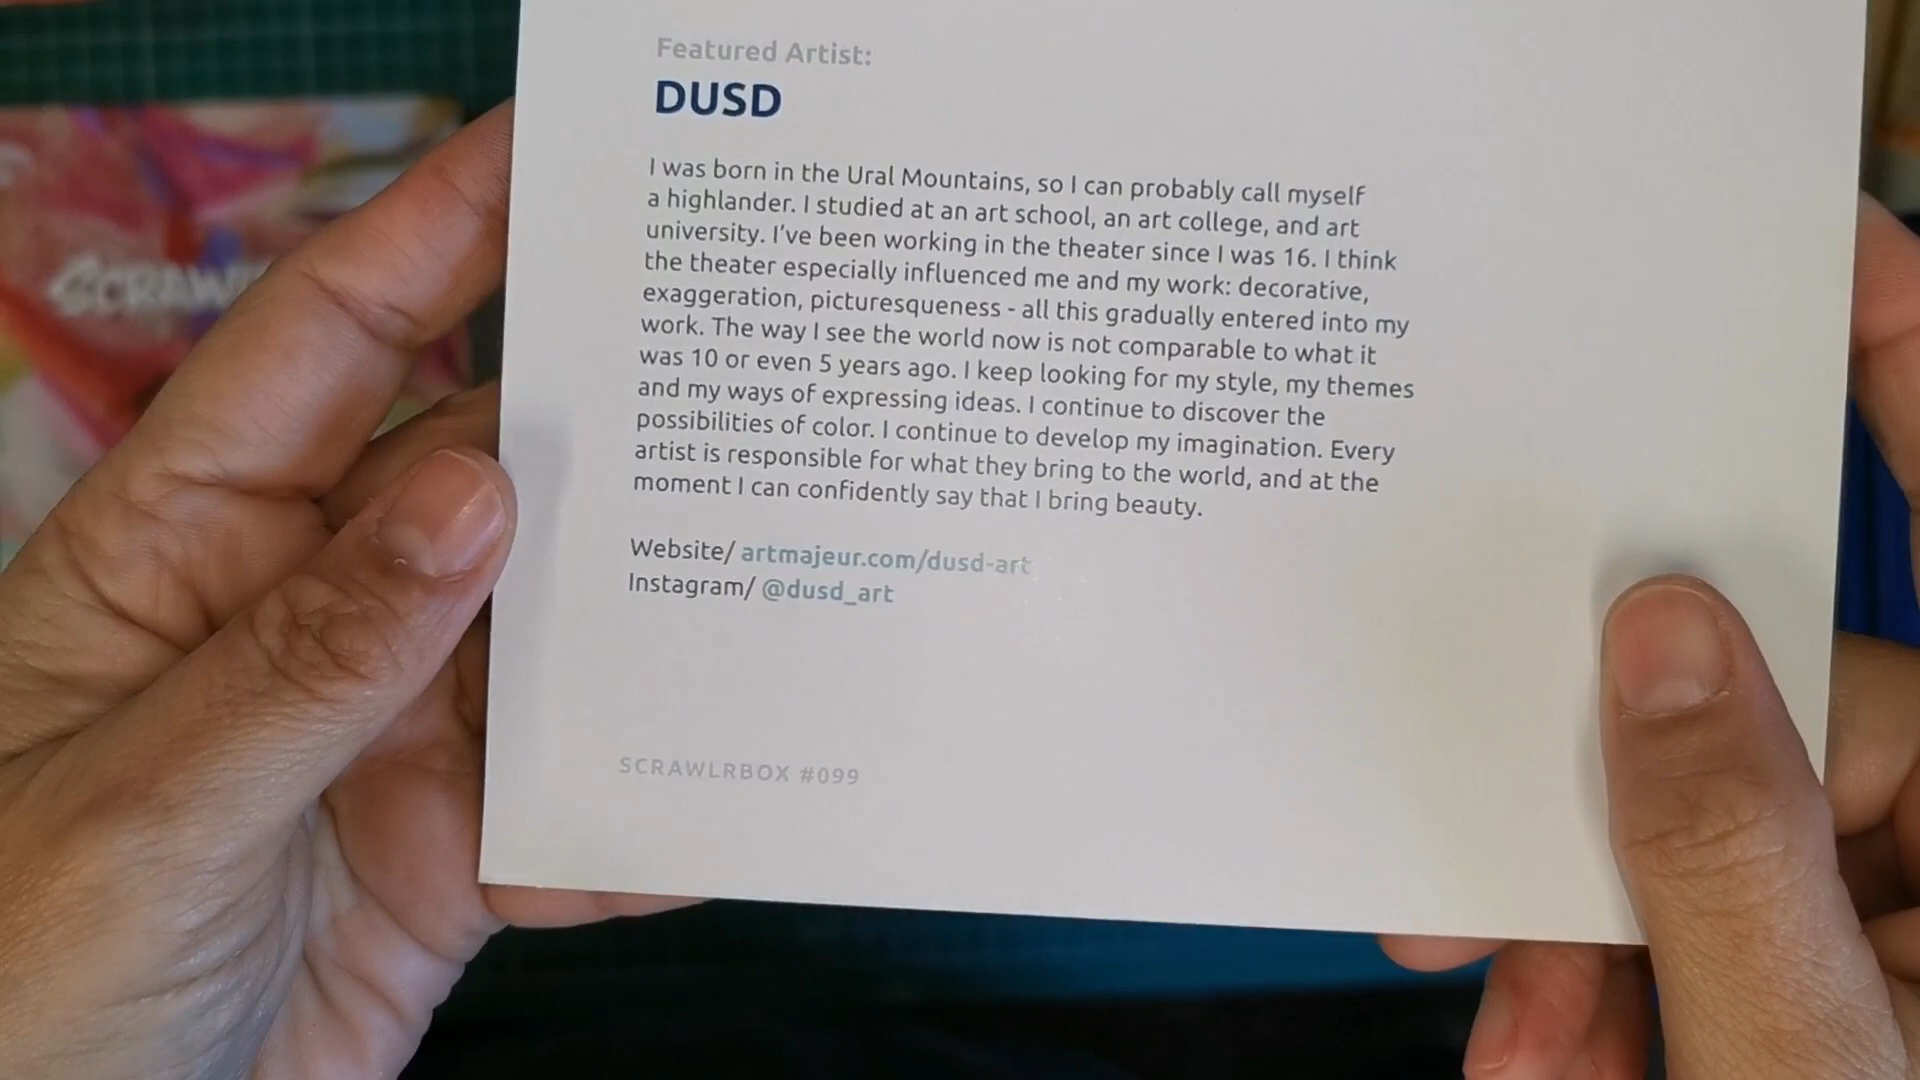 Featured Artist:
DUSD
I was born in the Ural Mountains, so I can probably call myself
a highlander. I studied at an art school, an art college, and art
university. I've been working in the theater since I was 16. I think
the theater especially influenced me and my work: decorative,
exaggeration, picturesqueness - all this gradually entered into my
work. The way I see the world now is not comparable to what it
was 10 or even 5 years ago. I keep looking for my style, my themes
and my ways of expressing ideas. I continue to discover the
possibilities of color. I continue to develop my imagination. Every
artist is responsible for what they bring to the world, and at the
moment I can confidently say that I bring beauty.
Website/ artmajeur.com/dusd-art
Instagram/ @dusd_art
SCRAWLRBOX #099